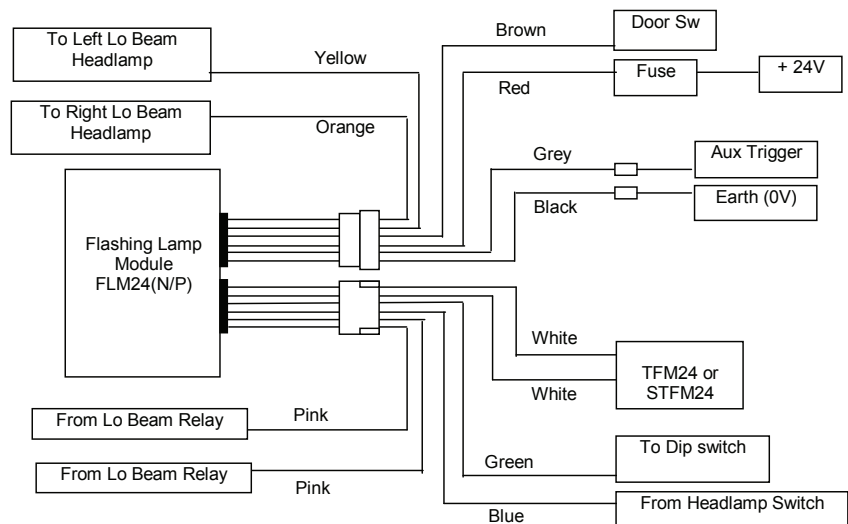 To Left Lo Beam
Headlamp
Yellow
Brown
Door Sw
Fuse
+ 24V
Red
To Right Lo Beam
Headlamp
Orange
Grey
Aux Trigger
Black
Earth (0V)
Flashing Lamp
Module
FLM24(N/P)
White
White
TFM24 or
STFM24
From Lo Beam Relay
Pink
From Lo Beam Relay
Pink
Green
To Dip switch
Blue
From Headlamp Switch